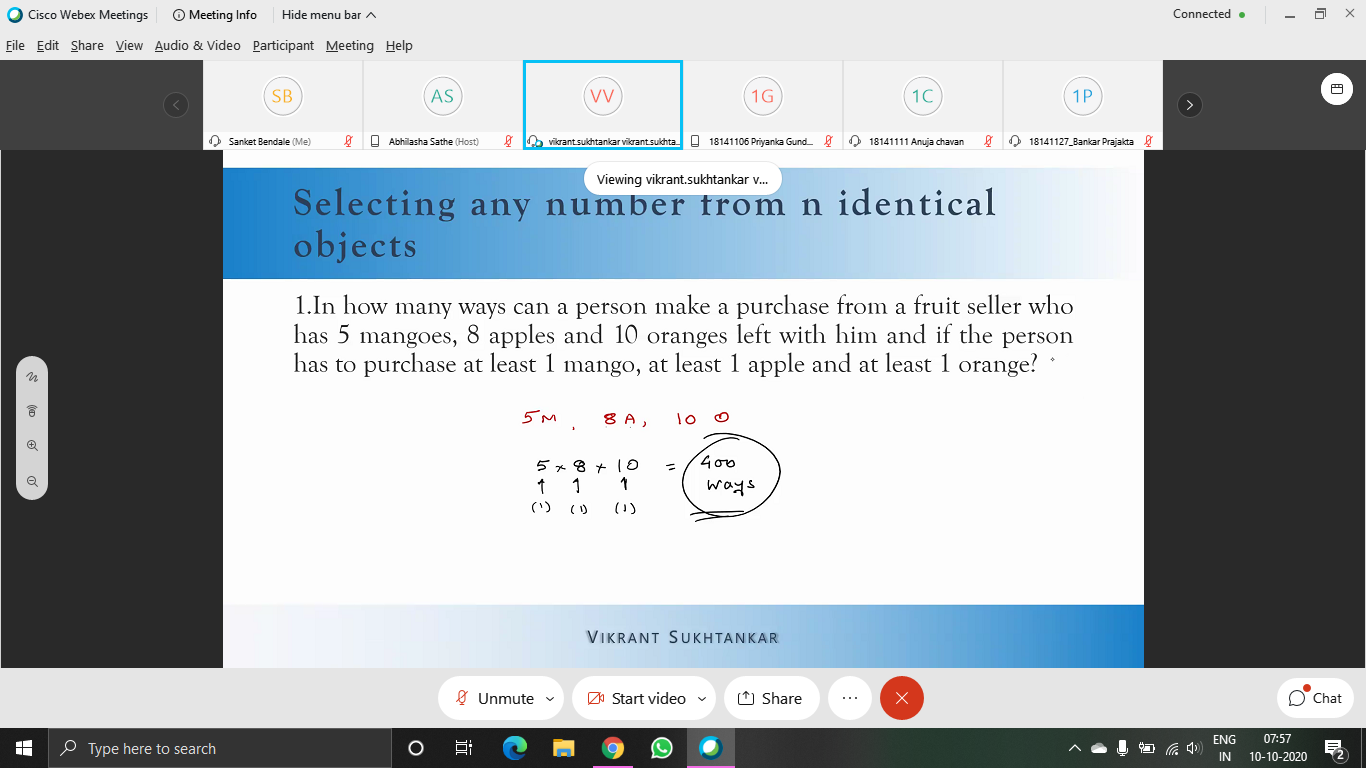 Cisco Webex Meetings Meeting Info Hide menu bar Connected
File Edit Share View Audio & Video Participant Meeting Help
SB AS VV 1G 1C 1P
Sanket Bendale (Me) Abhilasha Sathe (Host) vikrant.sukhtankar vikrant.sukhta... 18141106 Priyanka Gund... 18141111 Anuja chavan 18141127_Bankar Prajakta
Viewing vikrant.sukhtankar v...
Selecting any number from n identical
objects
1.In how many ways can a person make a purchase from a fruit seller who
has 5 mangoes, 8 apples and 10 oranges left with him and if the person
has to purchase at least 1 mango, at least 1 apple and at least 1 orange?
5M, 8A, 10 O
5 × 8 × 10 = 400
ways
(1) (1) (1)
VIKRANT SUKHTANKAR
Unmute Start video Share ... Chat
Type here to search ENG 07:57
IN 10-10-2020 2